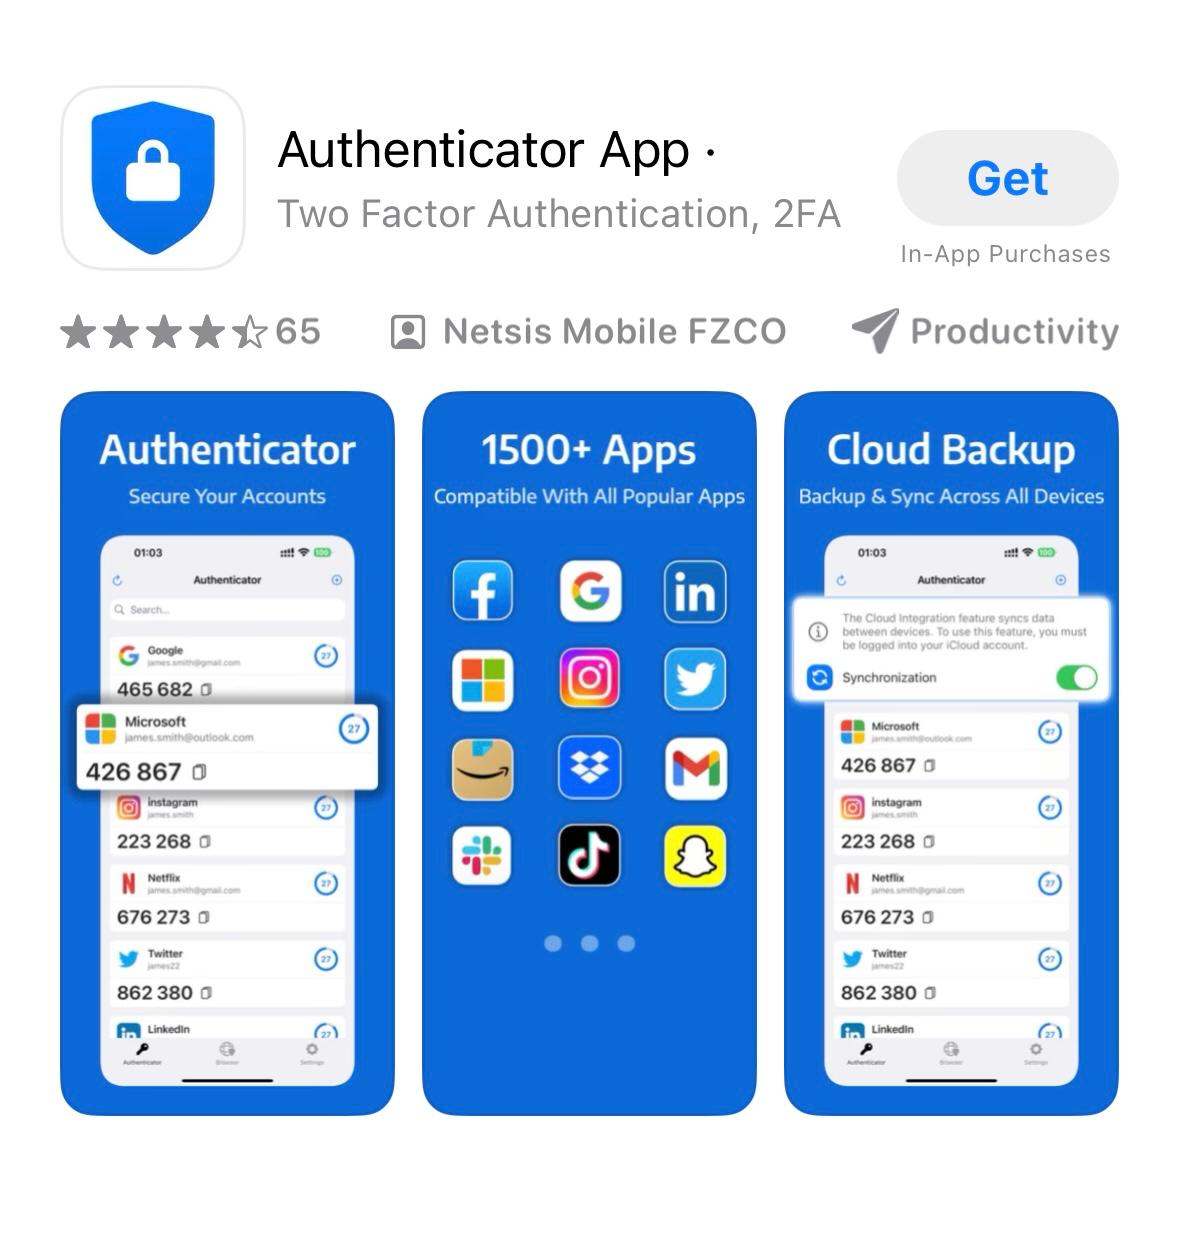 Authenticator App ·
Two Factor Authentication, 2FA
Get
In-App Purchases
65
Netsis Mobile FZCO
Productivity
Authenticator
Secure Your Accounts
01:03
100
Authenticator
Search...
Google
james.smith@gmail.com
27
465 682
Microsoft
james.smith@outlook.com
27
426 867
instagram
james.smith
27
223 268
Netflix
james.smith@gmail.com
27
676 273
Twitter
james22
27
862 380
in
LinkedIn
27
Authenticator
Browser
Settings
1500+ Apps
Compatible With All Popular Apps
f
G
in
Cloud Backup
Backup & Sync Across All Devices
01:03
100
Authenticator
The Cloud Integration feature syncs data
between devices. To use this feature, you must
be logged into your iCloud account.
Synchronization
Microsoft
james.smith@outlook.com
27
426 867
instagram
james.smith
27
223 268
Netflix
james.smith@gmail.com
27
676 273
Twitter
james22
27
862 380
in
LinkedIn
27
Authenticator
Browser
Settings